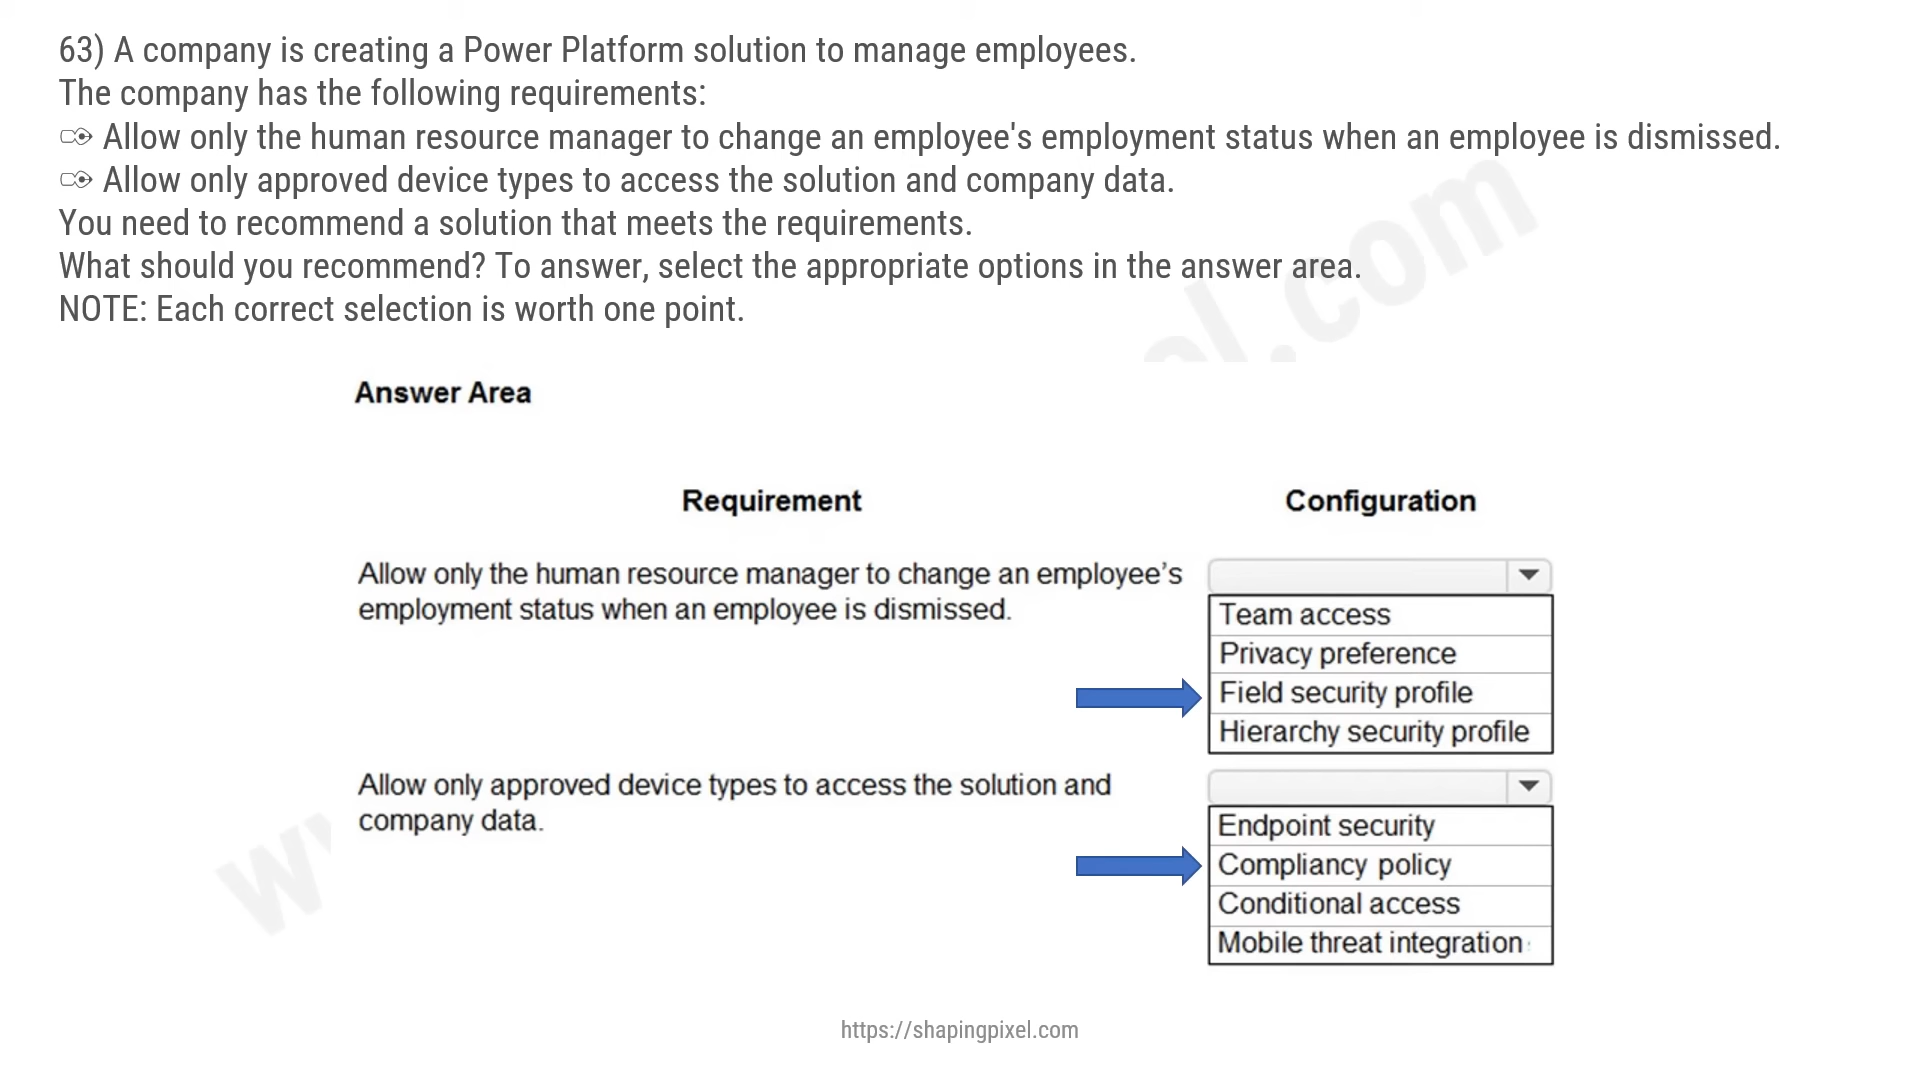 63) A company is creating a Power Platform solution to manage employees.
The company has the following requirements:
Allow only the human resource manager to change an employee's employment status when an employee is dismissed.
Allow only approved device types to access the solution and company data.
You need to recommend a solution that meets the requirements.
What should you recommend? To answer, select the appropriate options in the answer area.
NOTE: Each correct selection is worth one point.
Answer Area
Requirement Configuration
Allow only the human resource manager to change an employee’s
employment status when an employee is dismissed.
Team access
Privacy preference
Field security profile
Hierarchy security profile
Allow only approved device types to access the solution and
company data.
Endpoint security
Compliancy policy
Conditional access
Mobile threat integration
https://shapingpixel.com